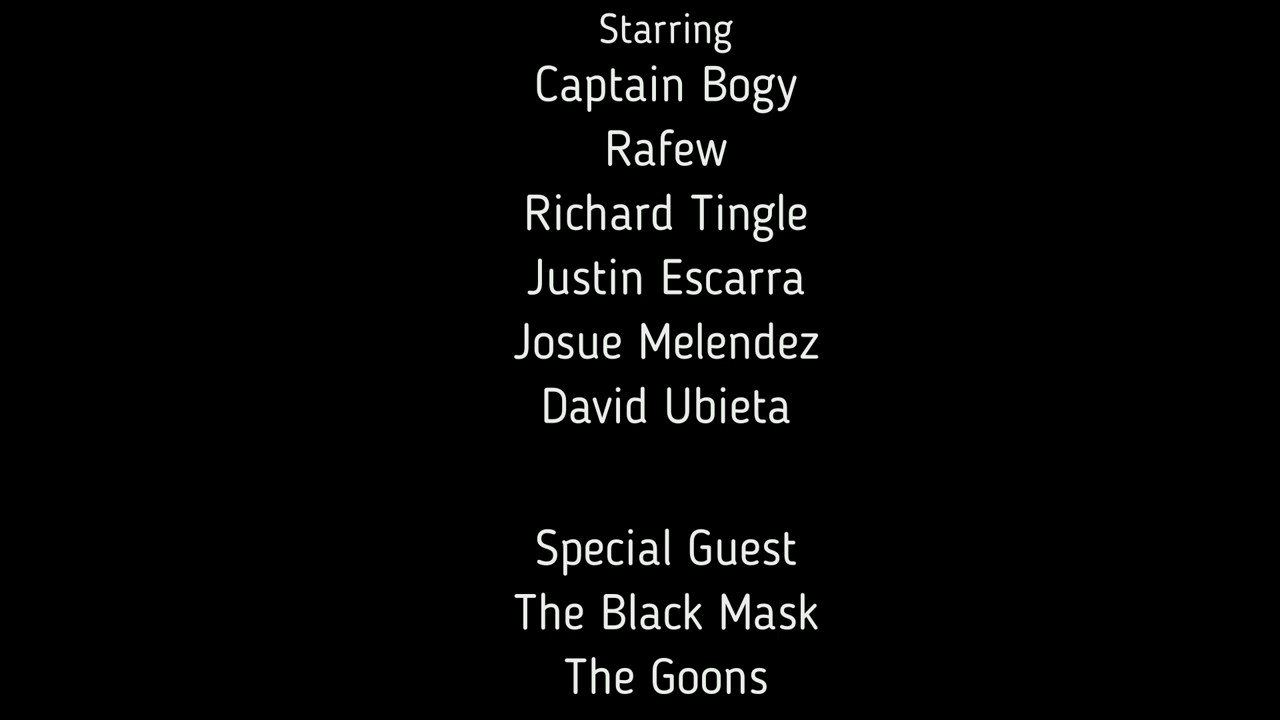 Starring
Captain Bogy
Rafew
Richard Tingle
Justin Escarra
Josue Melendez
David Ubieta
Special Guest
The Black Mask
The Goons